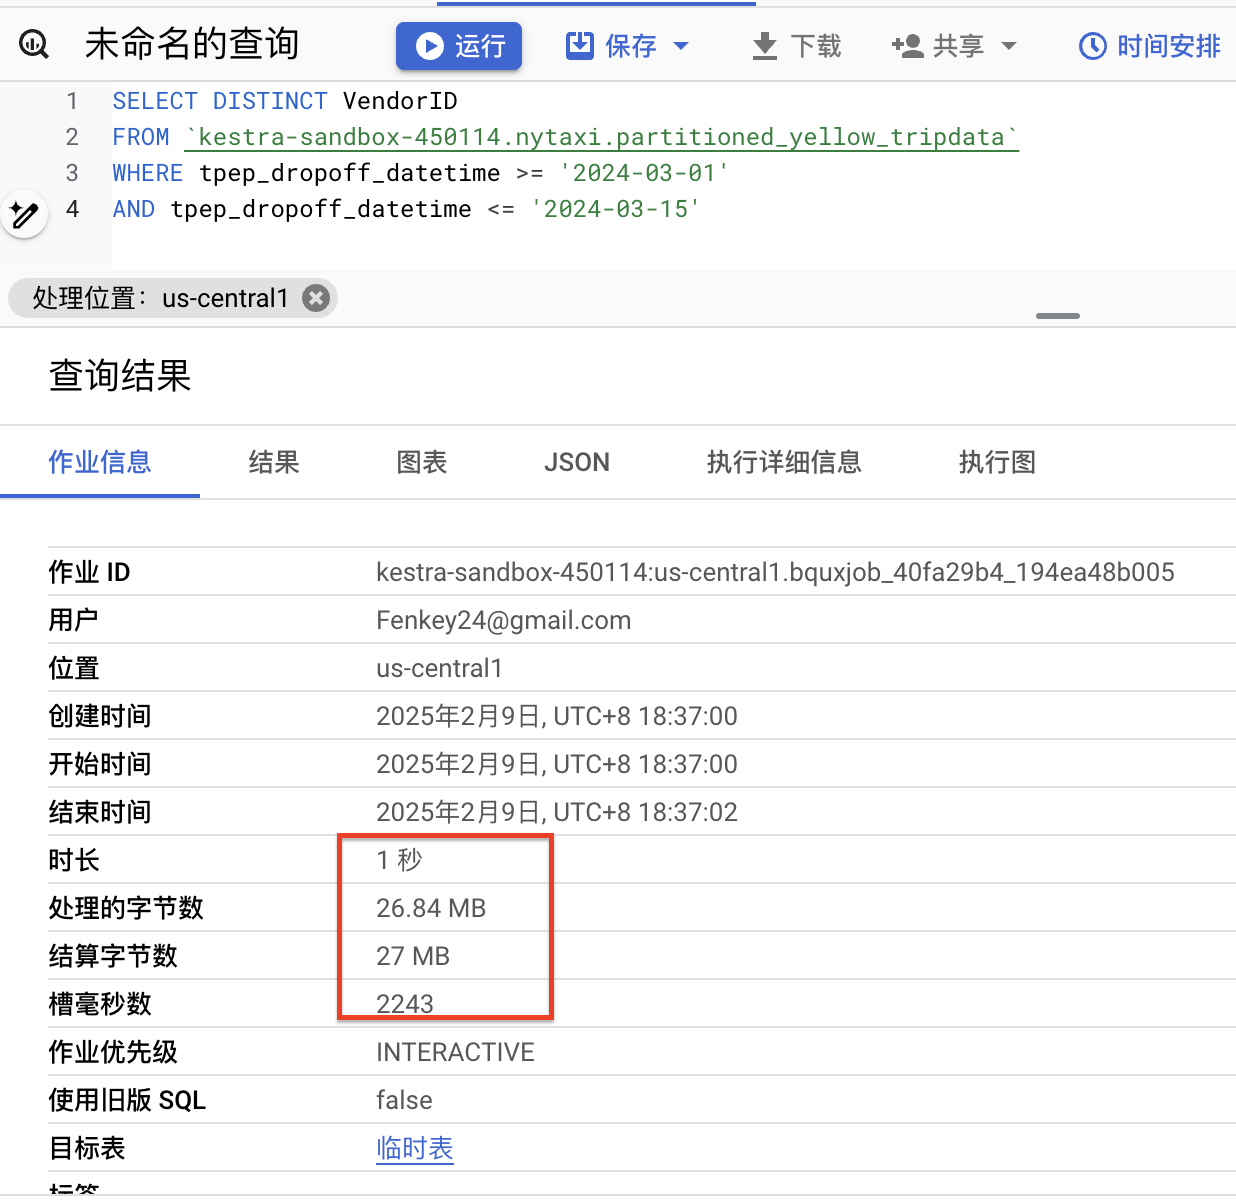 未命名的查询 运行 保存 下载 共享 时间安排
1 SELECT DISTINCT VendorID
2 FROM `kestra-sandbox-450114.nytaxi.partitioned_yellow_tripdata`
3 WHERE tpep_dropoff_datetime >= '2024-03-01'
4 AND tpep_dropoff_datetime <= '2024-03-15'
处理位置：us-central1
查询结果
作业信息 结果 图表 JSON 执行详细信息 执行图
作业 ID kestra-sandbox-450114:us-central1.bquxjob_40fa29b4_194ea48b005
用户 Fenkey24@gmail.com
位置 us-central1
创建时间 2025年2月9日, UTC+8 18:37:00
开始时间 2025年2月9日, UTC+8 18:37:00
结束时间 2025年2月9日, UTC+8 18:37:02
时长 1 秒
处理的字节数 26.84 MB
结算字节数 27 MB
槽毫秒数 2243
作业优先级 INTERACTIVE
使用旧版 SQL false
目标表 临时表